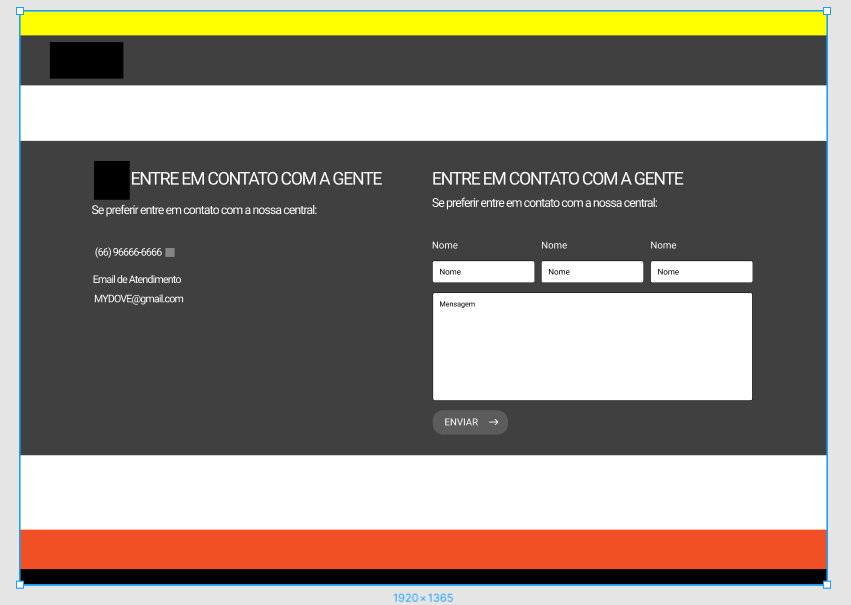 ENTRE EM CONTATO COM A GENTE
Se preferir entre em contato com a nossa central:
(66) 96666-6666
Email de Atendimento
MYDOVE@gmail.com
ENTRE EM CONTATO COM A GENTE
Se preferir entre em contato com a nossa central:
Nome Nome Nome
Nome Nome Nome
Mensagem
ENVIAR
1920×1365